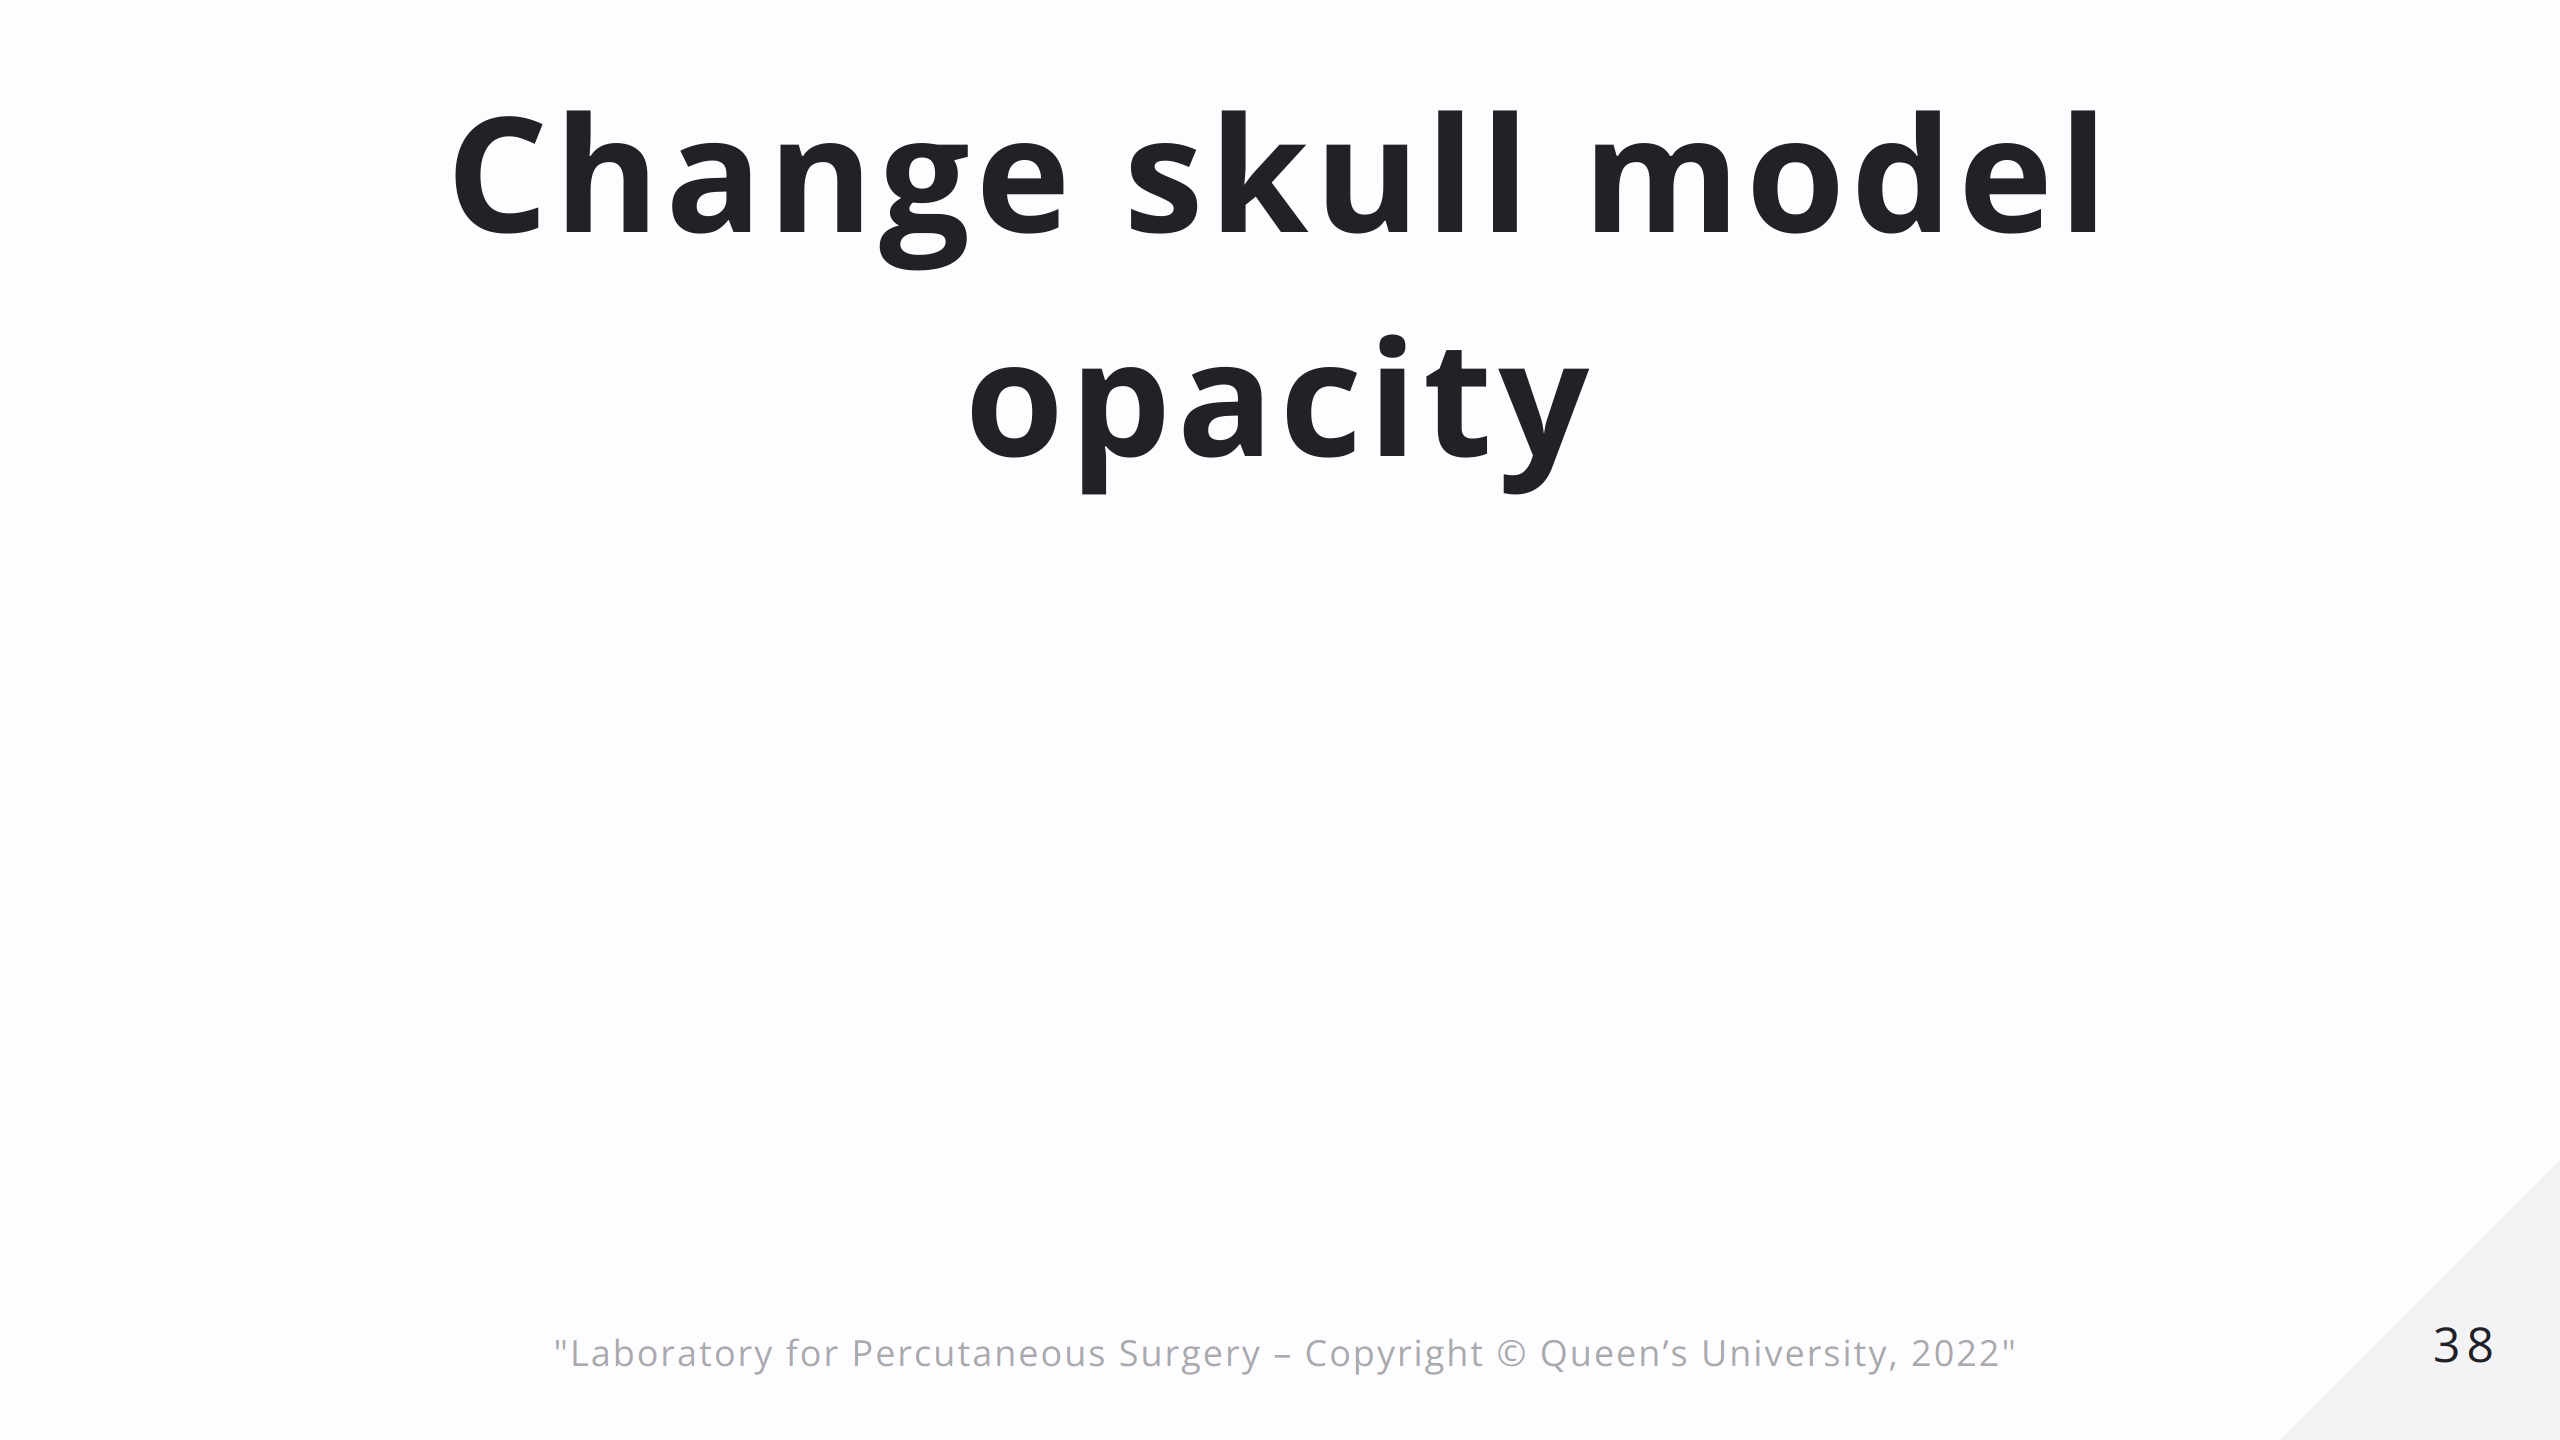 Change skull model
opacity
"Laboratory for Percutaneous Surgery – Copyright © Queen’s University, 2022"
38